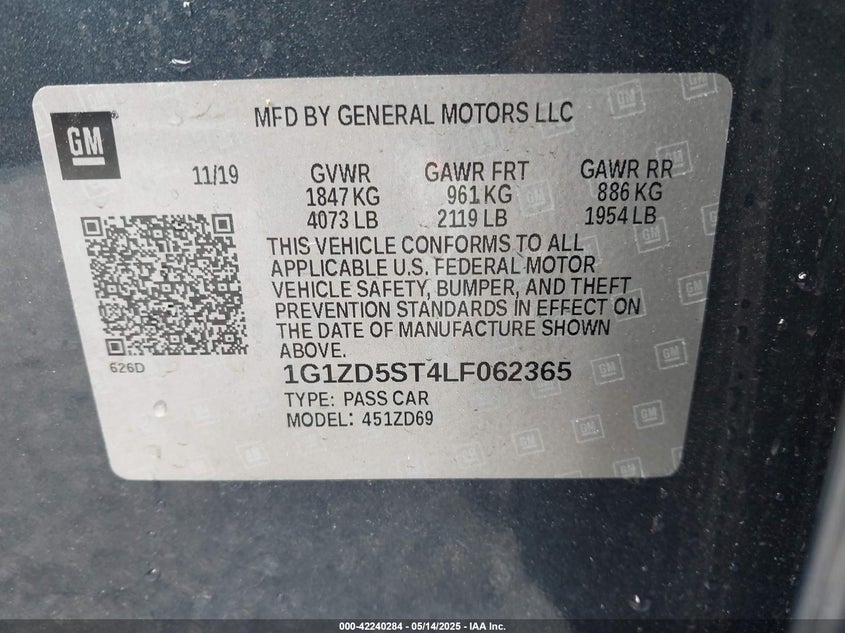 GM
MFD BY GENERAL MOTORS LLC
11/19 GVWR GAWR FRT GAWR RR
1847 KG 961 KG 886 KG
4073 LB 2119 LB 1954 LB
THIS VEHICLE CONFORMS TO ALL
APPLICABLE U.S. FEDERAL MOTOR
VEHICLE SAFETY, BUMPER, AND THEFT
PREVENTION STANDARDS IN EFFECT ON
THE DATE OF MANUFACTURE SHOWN
ABOVE.
626D
1G1ZD5ST4LF062365
TYPE: PASS CAR
MODEL: 451ZD69
000-42240284 - 05/14/2025 - IAA Inc.